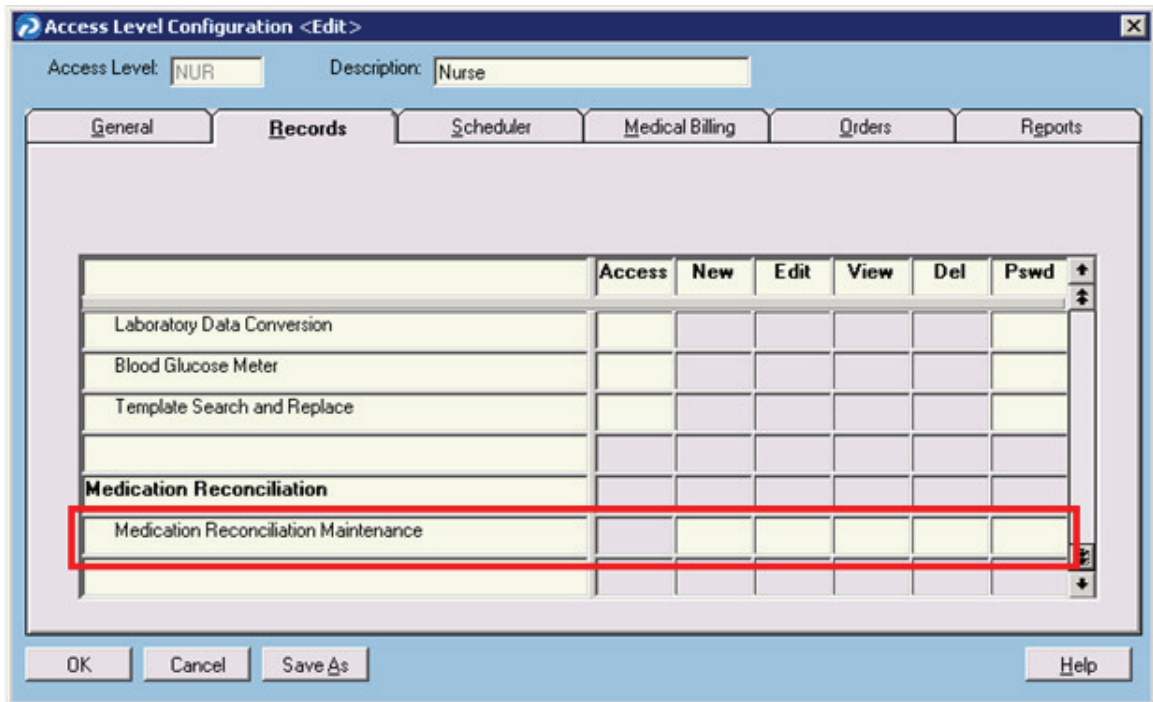 Access Level Configuration <Edit>
Access Level: NUR Description: Nurse
General Records Scheduler Medical Billing Orders Reports
Access New Edit View Del Pswd
Laboratory Data Conversion
Blood Glucose Meter
Template Search and Replace
Medication Reconciliation
Medication Reconciliation Maintenance
OK Cancel Save As Help